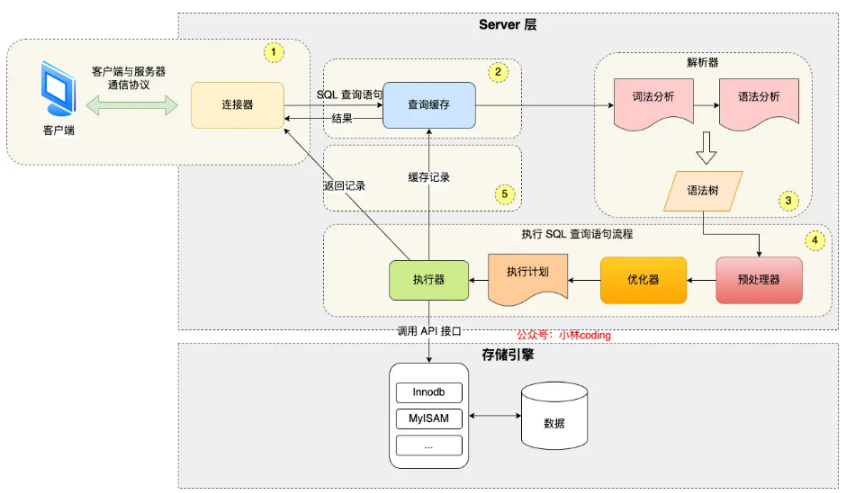 Server 层
1
客户端与服务器
通信协议
客户端
连接器
SQL 查询语句
结果
2
查询缓存
解析器
词法分析
语法分析
语法树
3
返回记录
缓存记录
5
执行 SQL 查询语句流程
4
执行器
执行计划
优化器
预处理器
调用 API 接口
公众号：小林coding
存储引擎
Innodb
MyISAM
...
数据